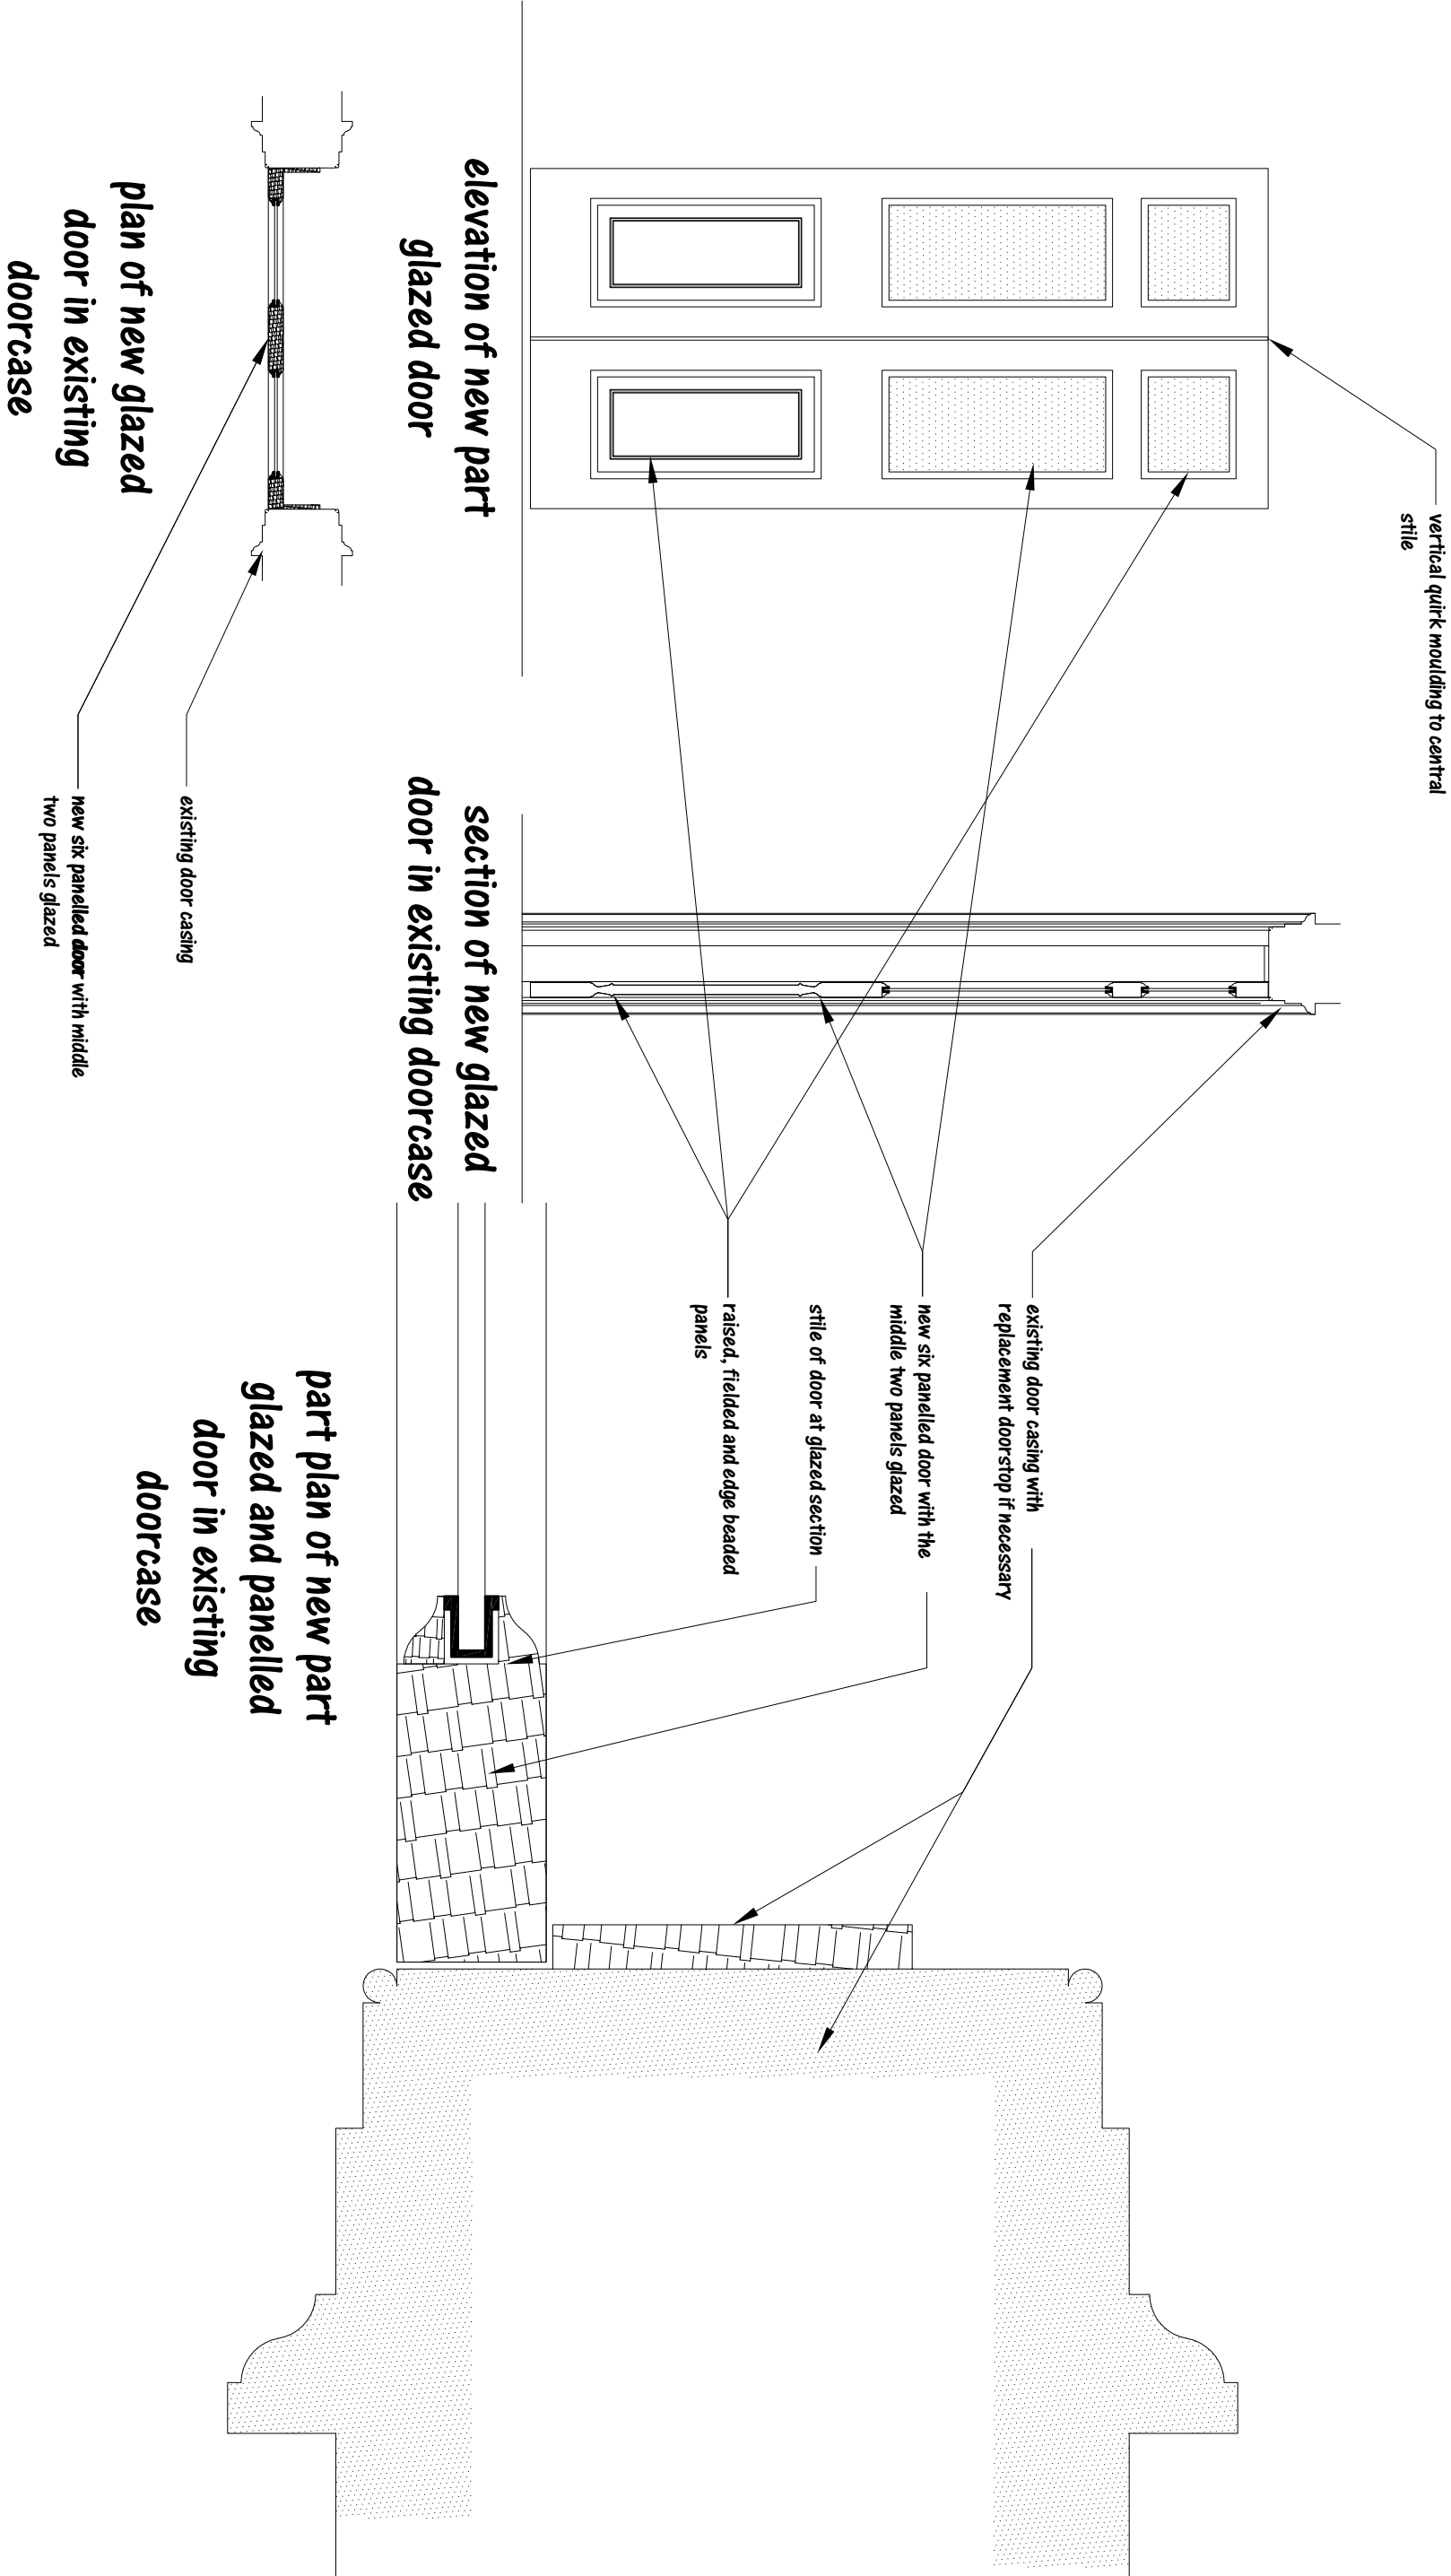 vertical quirk moulding to central
stile
existing door casing with
replacement doorstop if necessary
new six panelled door with the
middle two panels glazed
stile of door at glazed section
raised, fielded and edge beaded
panels
elevation of new part
glazed door
section of new glazed
door in existing doorcase
existing door casing
new six panelled door with middle
two panels glazed
plan of new glazed
door in existing
doorcase
part plan of new part
glazed and panelled
door in existing
doorcase